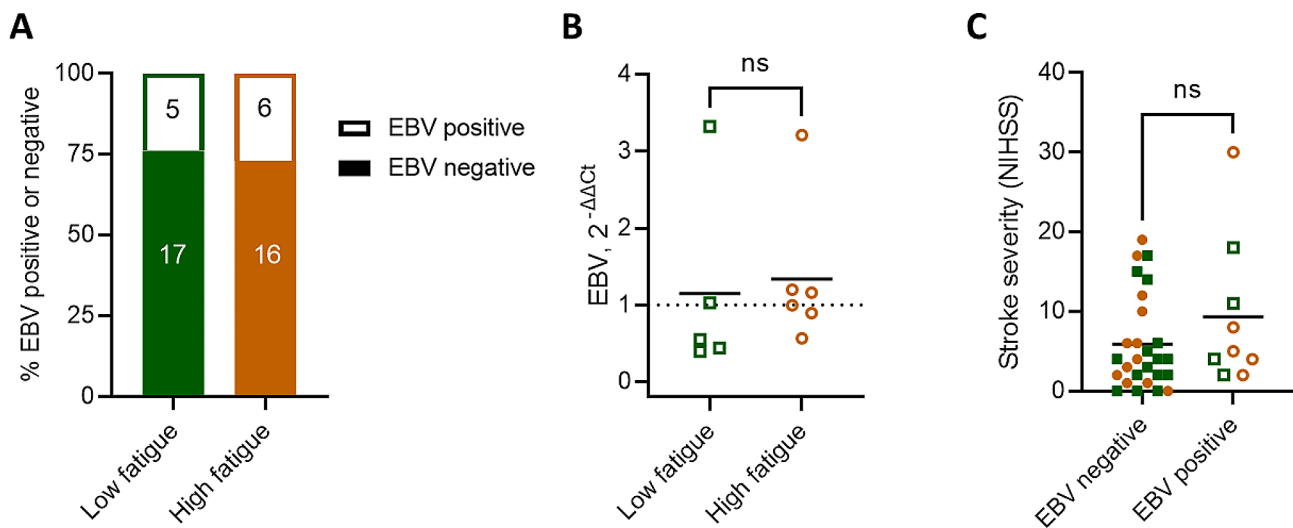 A
% EBV positive or negative
100
75
50
25
0
5
17
6
16
Low fatigue
High fatigue
EBV positive
EBV negative
B
EBV, 2^-ΔΔCt
4
3
2
1
0
ns
Low fatigue
High fatigue
C
Stroke severity (NIHSS)
40
30
20
10
0
ns
EBV negative
EBV positive